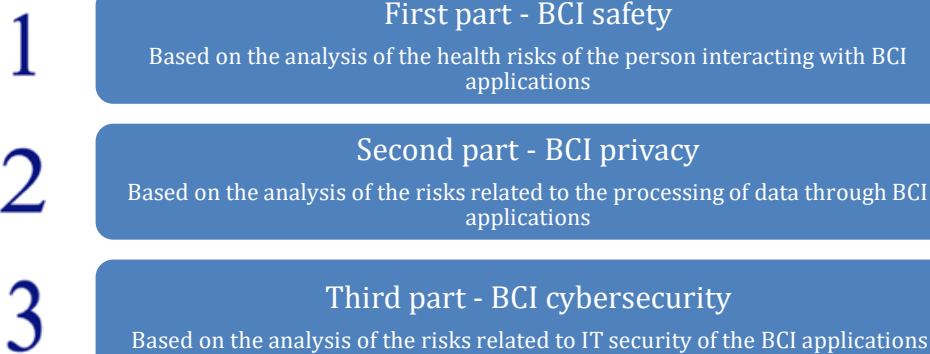 1
First part - BCI safety
Based on the analysis of the health risks of the person interacting with BCI
applications
2
Second part - BCI privacy
Based on the analysis of the risks related to the processing of data through BCI
applications
3
Third part - BCI cybersecurity
Based on the analysis of the risks related to IT security of the BCI applications